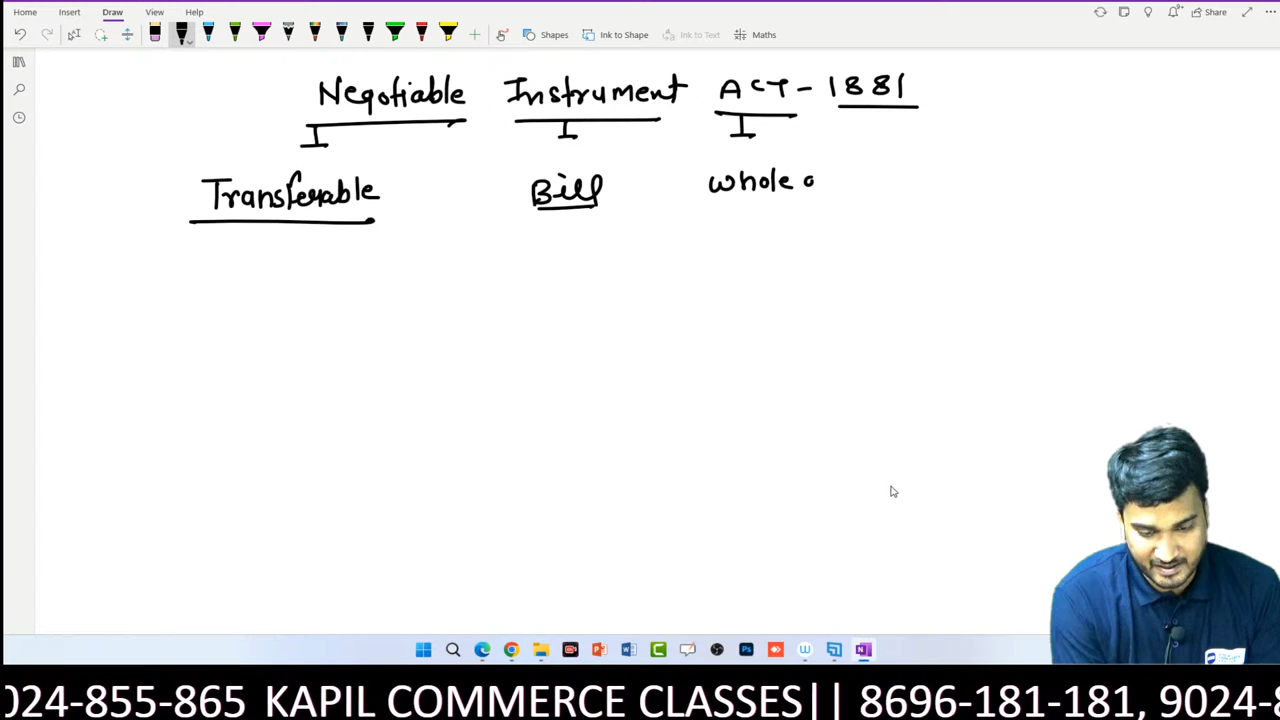 Home Insert Draw View Help Share
Shapes Ink to Shape Ink to Text Maths
Negotiable Instrument ACT - 1881
Transferable Bill whole o
024-855-865 KAPIL COMMERCE CLASSES|| 8696-181-181, 9024-8